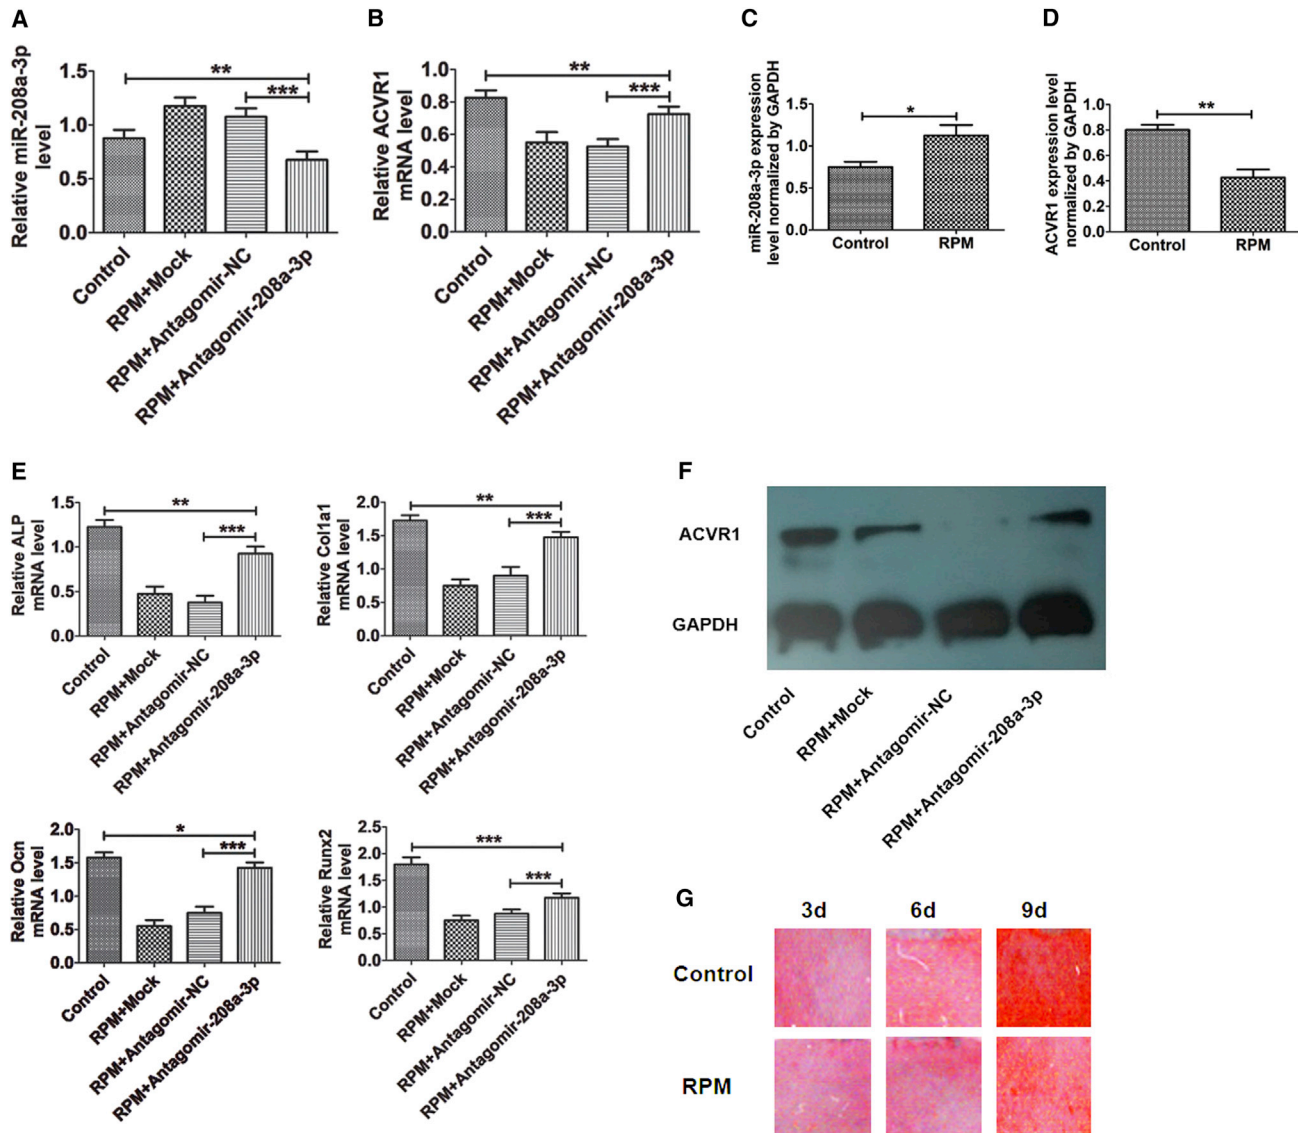 A
Relative miR-208a-3p
level
1.5
1.0
0.5
0.0
**
***
Control
RPM+Mock
RPM+Antagomir-NC
RPM+Antagomir-208a-3p
B
Relative ACVR1
mRNA level
1.0
0.8
0.6
0.4
0.2
0.0
**
***
Control
RPM+Mock
RPM+Antagomir-NC
RPM+Antagomir-208a-3p
C
miR-208a-3p expression
level normalized by GAPDH
1.5
1.0
0.5
0.0
*
Control
RPM
D
ACVR1 expression level
normalized by GAPDH
1.0
0.8
0.6
0.4
0.2
0.0
**
Control
RPM
E
Relative ALP
mRNA level
1.5
1.0
0.5
0.0
**
***
Control
RPM+Mock
RPM+Antagomir-NC
RPM+Antagomir-208a-3p
Relative Col1a1
mRNA level
2.0
1.5
1.0
0.5
0.0
**
***
Control
RPM+Mock
RPM+Antagomir-NC
RPM+Antagomir-208a-3p
Relative Ocn
mRNA level
2.0
1.5
1.0
0.5
0.0
*
***
Control
RPM+Mock
RPM+Antagomir-NC
RPM+Antagomir-208a-3p
Relative Runx2
mRNA level
2.5
2.0
1.5
1.0
0.5
0.0
***
***
Control
RPM+Mock
RPM+Antagomir-NC
RPM+Antagomir-208a-3p
F
ACVR1
GAPDH
Control
RPM+Mock
RPM+Antagomir-NC
RPM+Antagomir-208a-3p
G
3d
6d
9d
Control
RPM